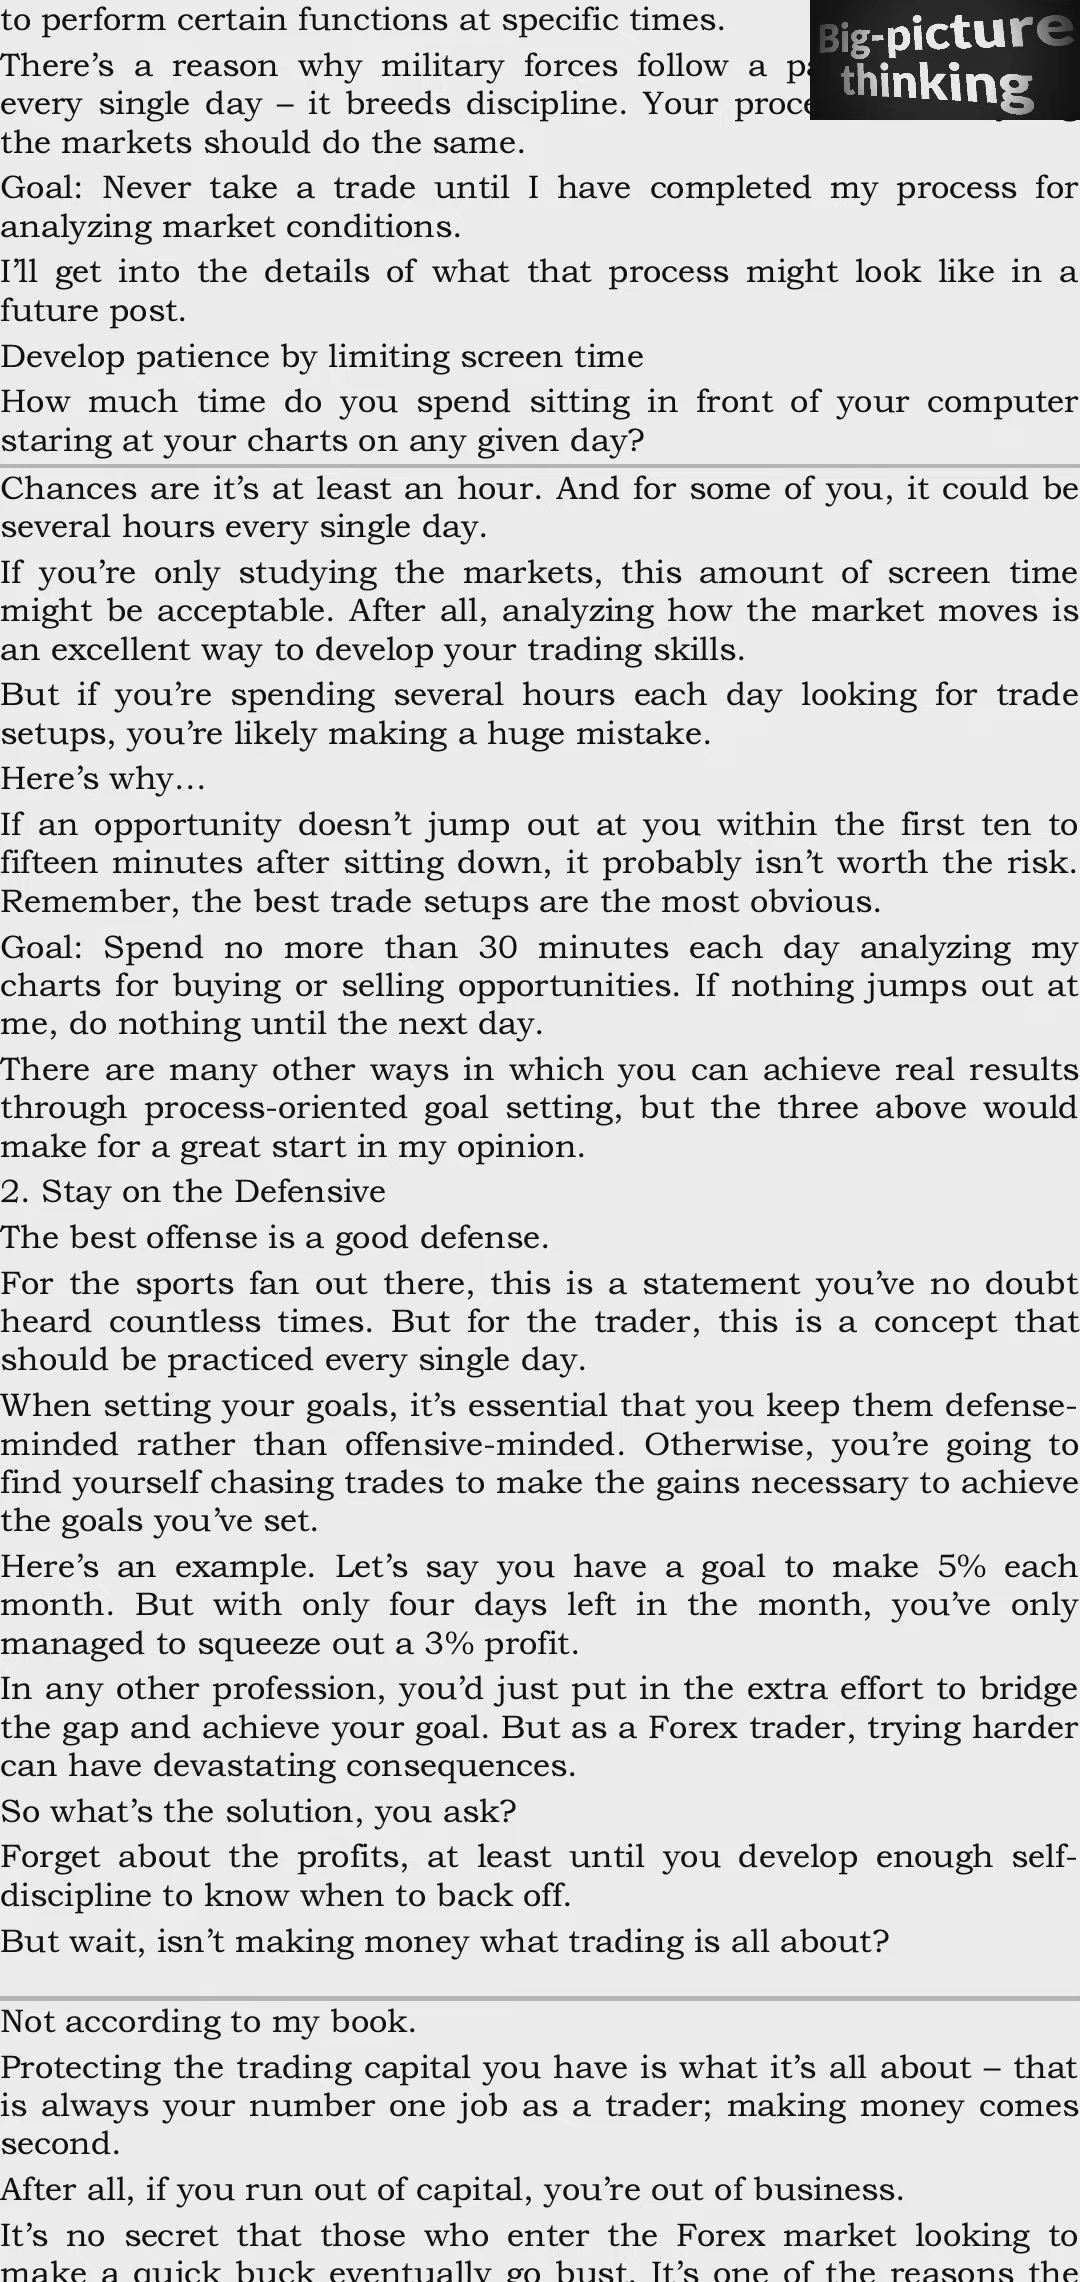 to perform certain functions at specific times.
Big-picture
thinking
There’s a reason why military forces follow a
every single day – it breeds discipline. Your
the markets should do the same.
Goal: Never take a trade until I have completed my process for
analyzing market conditions.
I’ll get into the details of what that process might look like in a
future post.
Develop patience by limiting screen time
How much time do you spend sitting in front of your computer
staring at your charts on any given day?
Chances are it’s at least an hour. And for some of you, it could be
several hours every single day.
If you’re only studying the markets, this amount of screen time
might be acceptable. After all, analyzing how the market moves is
an excellent way to develop your trading skills.
But if you’re spending several hours each day looking for trade
setups, you’re likely making a huge mistake.
Here’s why…
If an opportunity doesn’t jump out at you within the first ten to
fifteen minutes after sitting down, it probably isn’t worth the risk.
Remember, the best trade setups are the most obvious.
Goal: Spend no more than 30 minutes each day analyzing my
charts for buying or selling opportunities. If nothing jumps out at
me, do nothing until the next day.
There are many other ways in which you can achieve real results
through process-oriented goal setting, but the three above would
make for a great start in my opinion.
2. Stay on the Defensive
The best offense is a good defense.
For the sports fan out there, this is a statement you’ve no doubt
heard countless times. But for the trader, this is a concept that
should be practiced every single day.
When setting your goals, it’s essential that you keep them defense-
minded rather than offensive-minded. Otherwise, you’re going to
find yourself chasing trades to make the gains necessary to achieve
the goals you’ve set.
Here’s an example. Let’s say you have a goal to make 5% each
month. But with only four days left in the month, you’ve only
managed to squeeze out a 3% profit.
In any other profession, you’d just put in the extra effort to bridge
the gap and achieve your goal. But as a Forex trader, trying harder
can have devastating consequences.
So what’s the solution, you ask?
Forget about the profits, at least until you develop enough self-
discipline to know when to back off.
But wait, isn’t making money what trading is all about?
Not according to my book.
Protecting the trading capital you have is what it’s all about – that
is always your number one job as a trader; making money comes
second.
After all, if you run out of capital, you’re out of business.
It’s no secret that those who enter the Forex market looking to
make a quick buck eventually go bust. It’s one of the reasons the